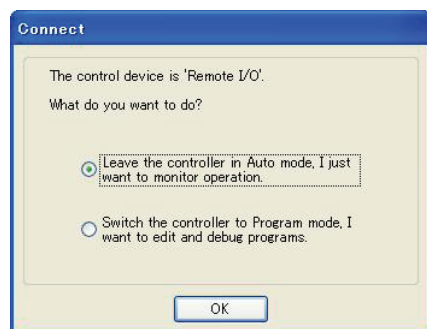 Connect
The control device is 'Remote I/O'.
What do you want to do?
Leave the controller in Auto mode, I just
want to monitor operation.
Switch the controller to Program mode, I
want to edit and debug programs.
OK